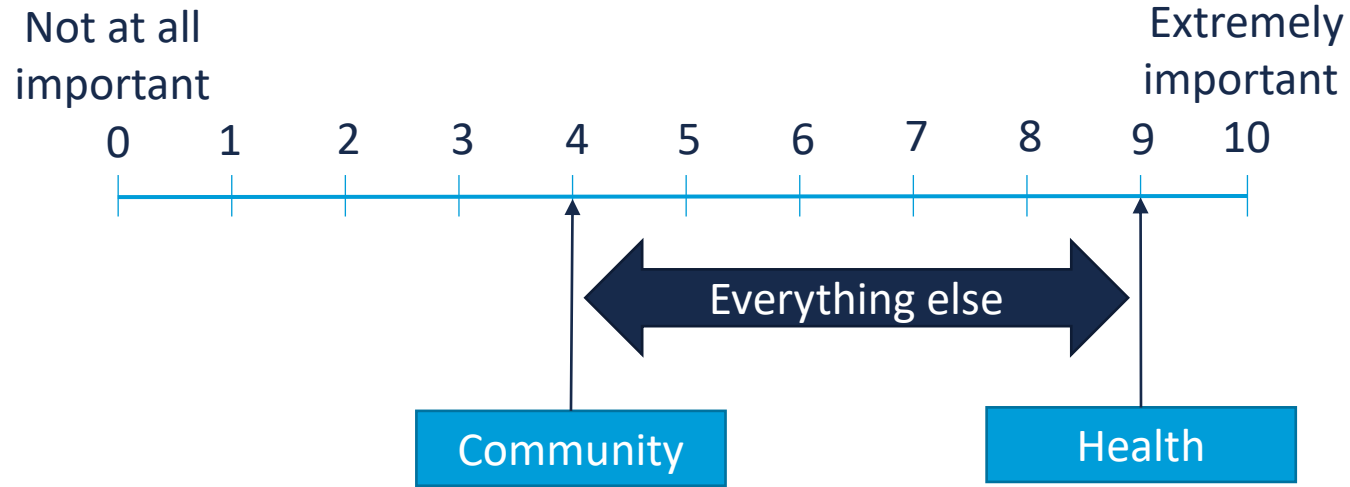 Not at all
important
Extremely
important
0 1 2 3 4 5 6 7 8 9 10
Everything else
Community
Health